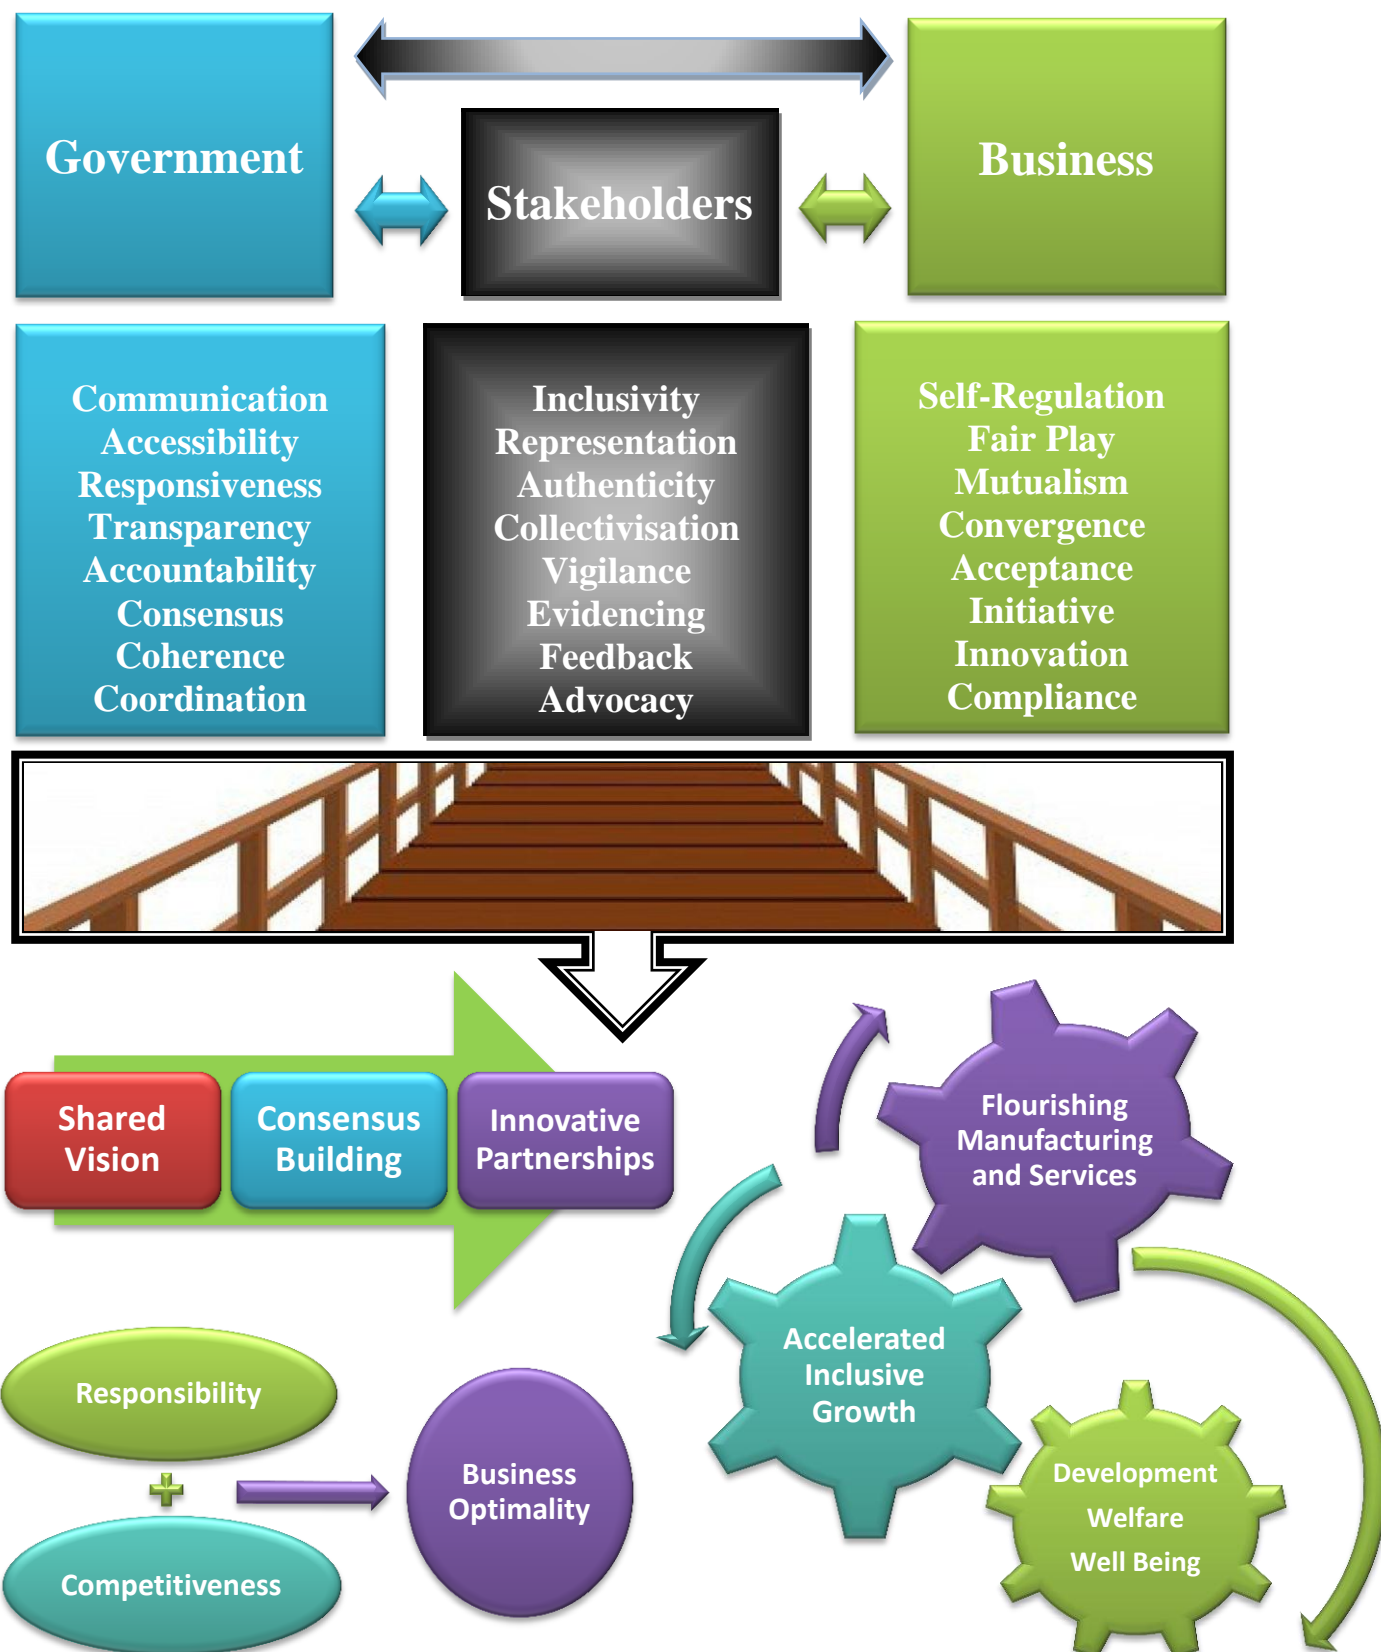 Government
Stakeholders
Business
Communication
Accessibility
Responsiveness
Transparency
Accountability
Consensus
Coherence
Coordination
Inclusivity
Representation
Authenticity
Collectivisation
Vigilance
Evidencing
Feedback
Advocacy
Self-Regulation
Fair Play
Mutualism
Convergence
Acceptance
Initiative
Innovation
Compliance
Shared
Vision
Consensus
Building
Innovative
Partnerships
Flourishing
Manufacturing
and Services
Accelerated
Inclusive
Growth
Development
Welfare
Well Being
Responsibility
+
Competitiveness
Business
Optimality